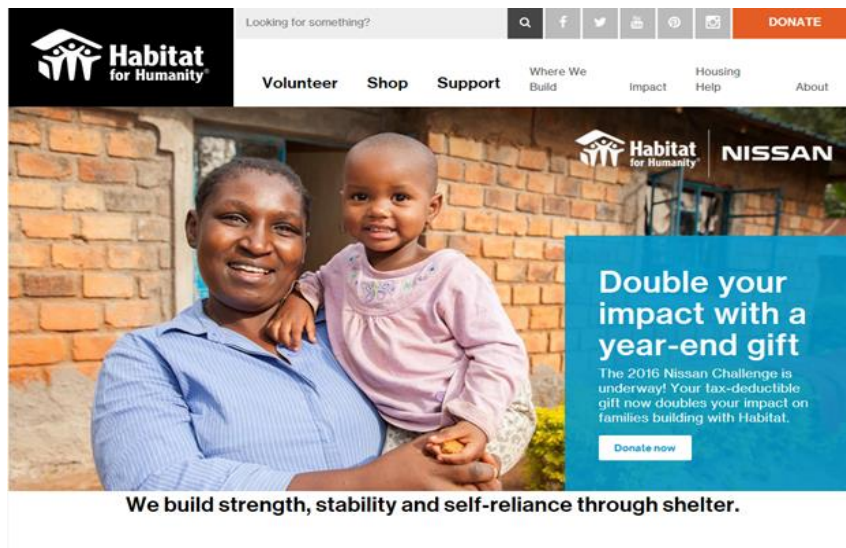 Looking for something?
DONATE
Habitat
for Humanity®
Volunteer
Shop
Support
Where We
Build
Impact
Housing
Help
About
Habitat
for Humanity®
NISSAN
Double your
impact with a
year-end gift
The 2016 Nissan Challenge is
underway! Your tax-deductible
gift now doubles your impact on
families building with Habitat.
Donate now
We build strength, stability and self-reliance through shelter.